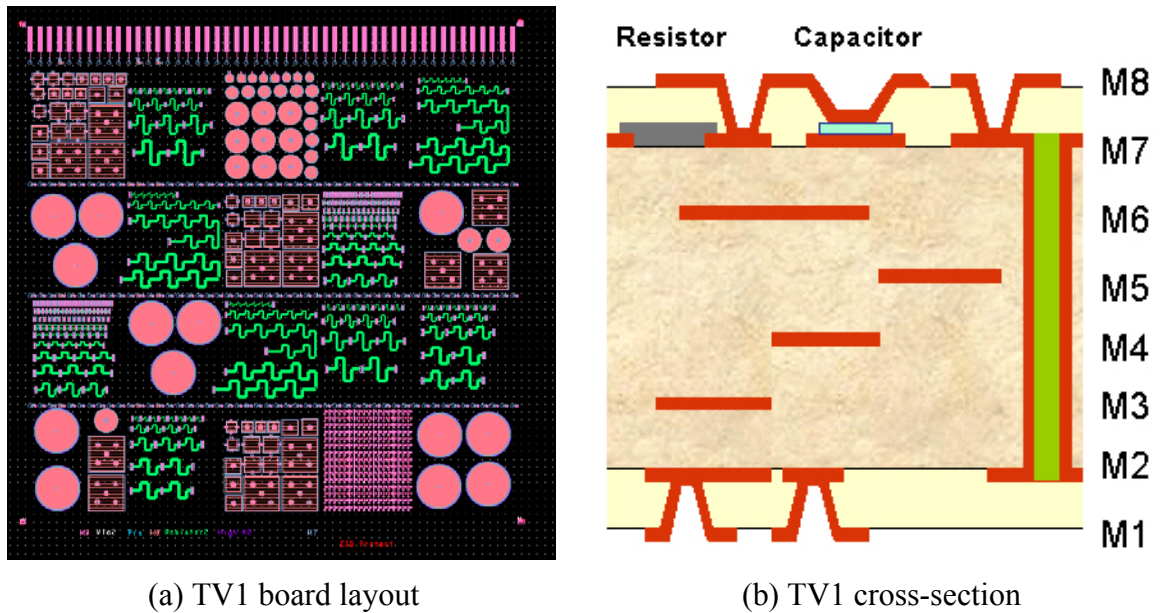 Resistor Capacitor
M8
M7
M6
M5
M4
M3
M2
M1
(a) TV1 board layout
(b) TV1 cross-section